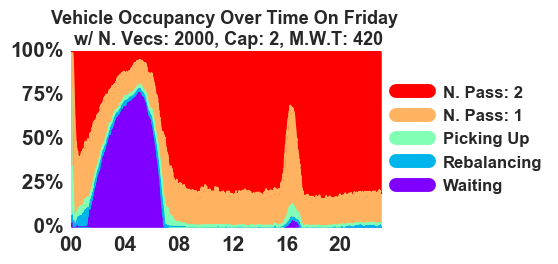 Vehicle Occupancy Over Time On Friday
w/ N. Vecs: 2000, Cap: 2, M.W.T: 420
100%
75%
50%
25%
0%
00 04 08 12 16 20
N. Pass: 2
N. Pass: 1
Picking Up
Rebalancing
Waiting